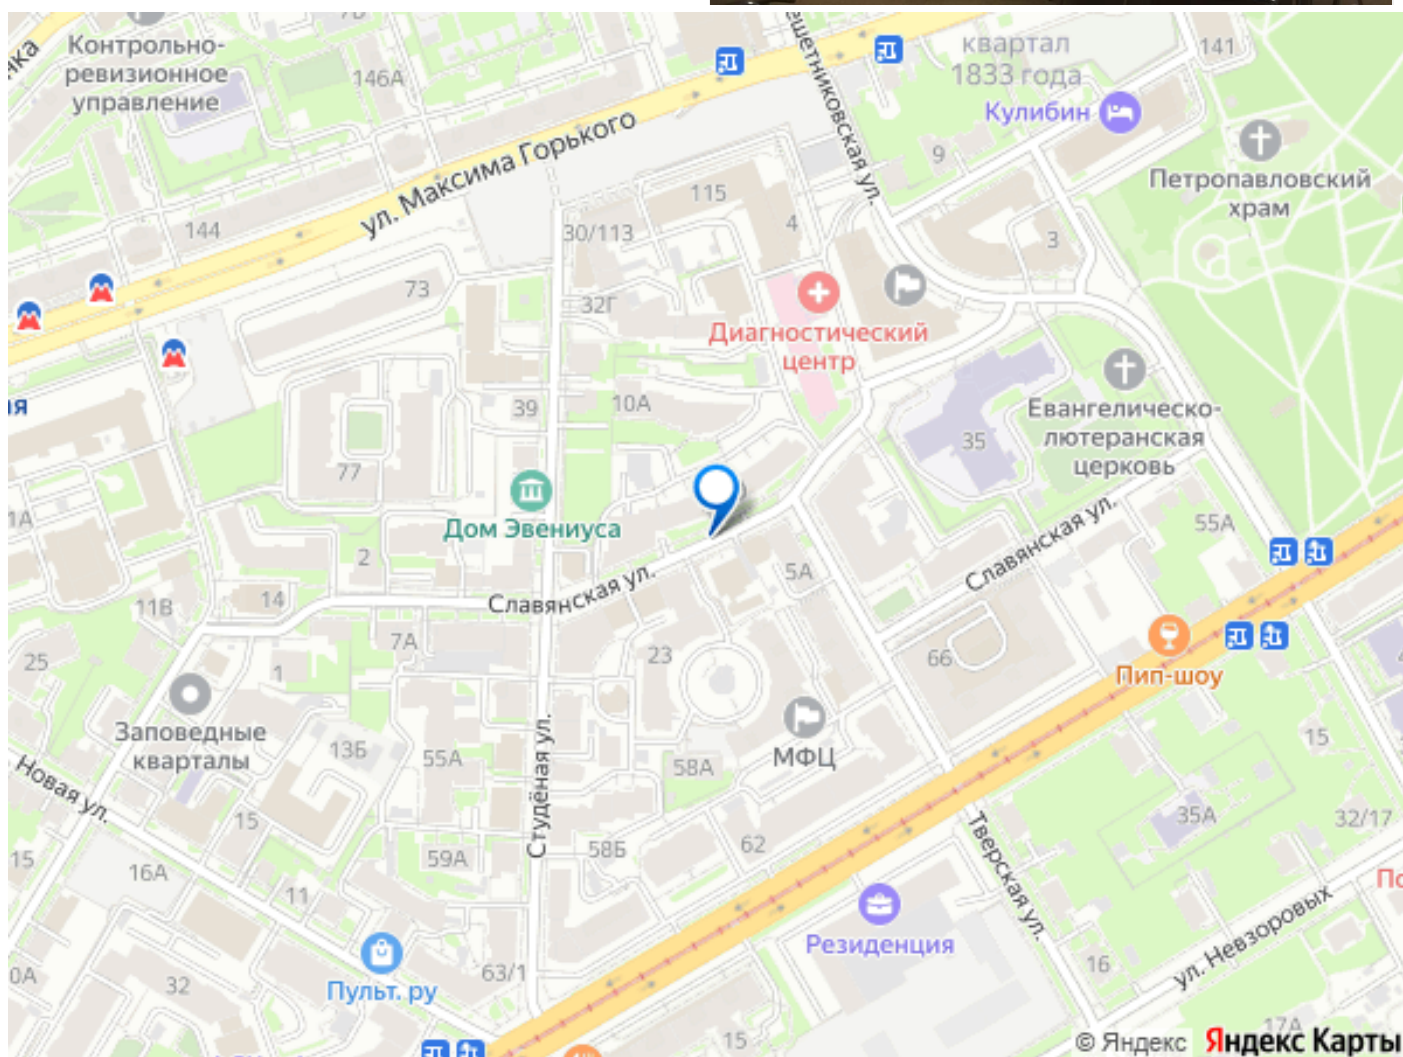 Контрольно-
ревизионное
управление
146А
квартал
1833 года
141
Кулибин
9
Петропавловский
храм
ул. Максима Горького
144
115
4
3
30/113
73
32Г
Диагностический
центр
39
10А
Евангелическо-
лютеранская
церковь
35
77
Дом Эвениуса
55А
Славянская ул.
2
5А
Славянская ул.
11В
14
7А
23
66
25
1
Пип-шоу
Заповедные
кварталы
13Б
55А
58А
МФЦ
15
Новая ул.
Студёная ул.
15
59А
58Б
62
Тверская ул.
35А
32/17
15
16А
11
Резиденция
ул. Невзоровых
16
32
63/1
Пульт.ру
15
17А
© Яндекс
Яндекс Карты